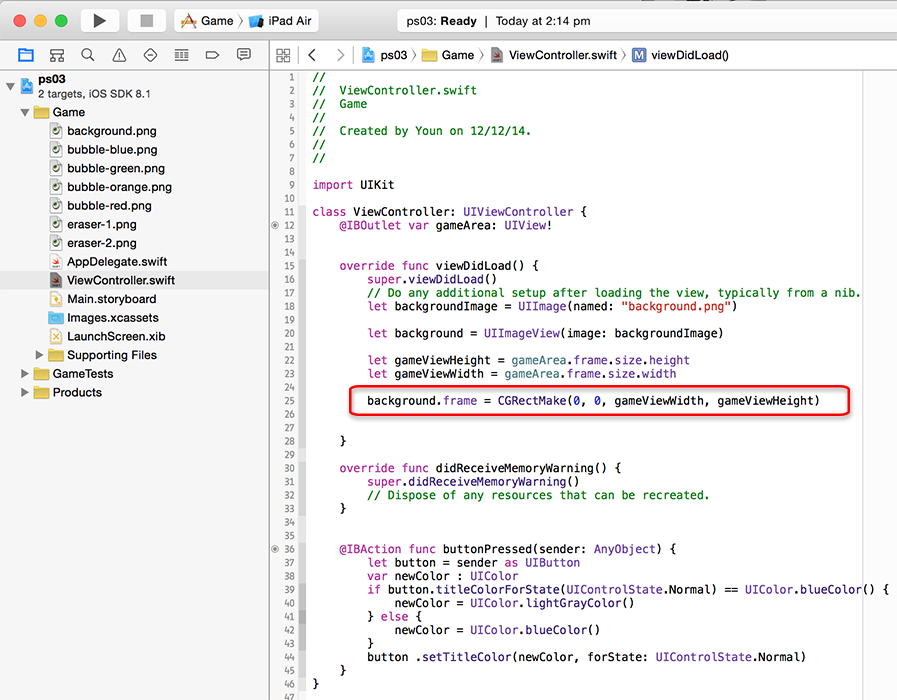 Game 〉 iPad Air
ps03: Ready | Today at 2:14 pm
ps03 〉 Game 〉 ViewController.swift 〉 M viewDidLoad()
ps03
2 targets, iOS SDK 8.1
Game
background.png
bubble-blue.png
bubble-green.png
bubble-orange.png
bubble-red.png
eraser-1.png
eraser-2.png
AppDelegate.swift
ViewController.swift
Main.storyboard
Images.xcassets
LaunchScreen.xib
Supporting Files
GameTests
Products
1 //
2 // ViewController.swift
3 // Game
4 //
5 // Created by Youn on 12/12/14.
6 //
7 //
8
9 import UIKit
10
11 class ViewController: UIViewController {
12 @IBOutlet var gameArea: UIView!
13
14
15 override func viewDidLoad() {
16 super.viewDidLoad()
17 // Do any additional setup after loading the view, typically from a nib.
18 let backgroundImage = UIImage(named: "background.png")
19
20 let background = UIImageView(image: backgroundImage)
21
22 let gameViewHeight = gameArea.frame.size.height
23 let gameViewWidth = gameArea.frame.size.width
24
25 background.frame = CGRectMake(0, 0, gameViewWidth, gameViewHeight)
26
27
28 }
29
30 override func didReceiveMemoryWarning() {
31 super.didReceiveMemoryWarning()
32 // Dispose of any resources that can be recreated.
33 }
34
35
36 @IBAction func buttonPressed(sender: AnyObject) {
37 let button = sender as UIButton
38 var newColor : UIColor
39 if button.titleColorForState(UIControlState.Normal) == UIColor.blueColor() {
40 newColor = UIColor.lightGrayColor()
41 } else {
42 newColor = UIColor.blueColor()
43 }
44 button .setTitleColor(newColor, forState: UIControlState.Normal)
45 }
46 }
47